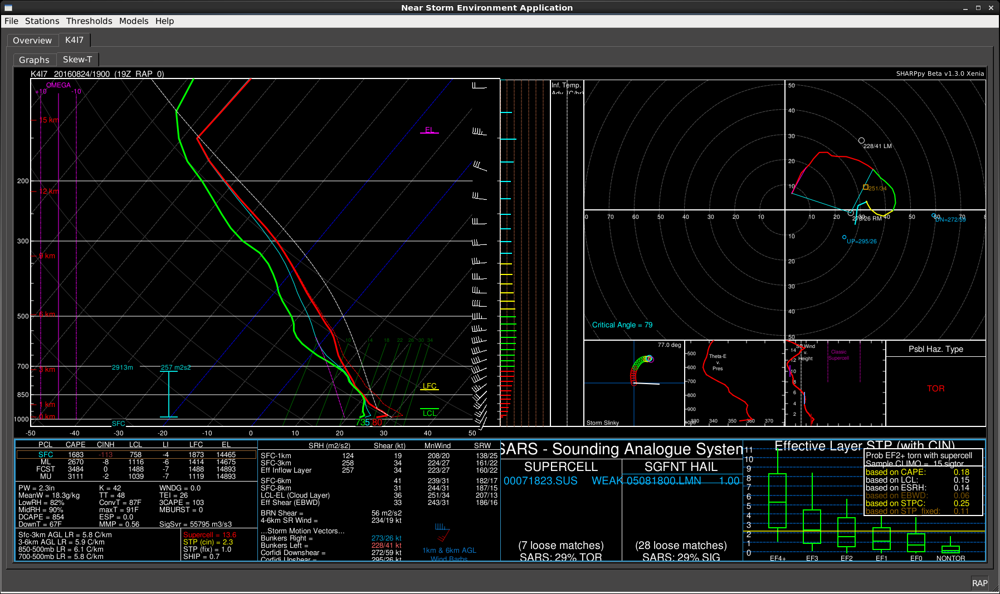 Near Storm Environment Application
File Stations Thresholds Models Help
Overview K4I7
Graphs Skew-T
K4I7 20160824/1900 (19Z RAP 0)
SHARPpy Beta v1.3.0 Xenia
OMEGA
+10 -10
15 km
12 km
9 km
6 km
3 km
1 km
0 km
200
300
500
700
850
1000
-50 -40 -30 -20 -10 0 10 20 30 40 50
EL
LFC
LCL
2913m 257 m2s2
SFC
10 14 18 22 26 30 34
735 80
Inf. Temp.
Adv. (C/hr)
50
40
30
20
10
10
20
30
40
50
70 60 50 40 30 20 10 10 20 30 40 50 60 70
228/41 LM
251/34
273/26 RM
DN=272/59
UP=295/26
Critical Angle = 79
77.0 deg
Storm Slinky
Theta-E
v.
Pres
500
600
700
800
900
330 340 350 360 370
SR Wind
v.
Height
Classic
Supercell
14
12
10
8
6
4
2
Psbl Haz. Type
TOR
PCL CAPE CINH LCL LI LFC EL
SFC 1683 -113 758 -4 1873 14465
ML 2670 -8 1116 -6 1414 14675
FCST 3484 0 1488 -7 1488 14893
MU 3111 -2 1039 -7 1119 14893
PW = 2.3in K = 42 WNDG = 0.0
MeanW = 18.3g/kg TT = 48 TEI = 26
LowRH = 82% ConvT = 87F 3CAPE = 103
MidRH = 90% maxT = 91F MBURST = 0
DCAPE = 854 ESP = 0.0
DownT = 67F MMP = 0.56 SigSvr = 55795 m3/s3
Sfc-3km AGL LR = 5.8 C/km
3-6km AGL LR = 5.9 C/km
850-500mb LR = 6.1 C/km
700-500mb LR = 5.8 C/km
Supercell = 13.6
STP (cin) = 2.3
STP (fix) = 1.0
SHIP = 0.7
SRH (m2/s2) Shear (kt) MnWind SRW
SFC-1km 124 19 208/20 138/25
SFC-3km 258 34 224/27 161/22
Eff Inflow Layer 257 34 223/27 160/22
SFC-6km 41 239/31 182/17
SFC-8km 31 244/31 187/15
LCL-EL (Cloud Layer) 36 251/34 207/13
Eff Shear (EBWD) 33 243/31 186/16
BRN Shear = 56 m2/s2
4-6km SR Wind = 234/19 kt
...Storm Motion Vectors...
Bunkers Right = 273/26 kt
Bunkers Left = 228/41 kt
Corfidi Downshear = 272/59 kt
Corfidi Upshear = 295/26 kt
1km & 6km AGL
Wind Barbs
SARS - Sounding Analogue System
SUPERCELL SGFNT HAIL
00071823.SUS WEAK 05081800.LMN 1.00
(7 loose matches) (28 loose matches)
SARS: 29% TOR SARS: 29% SIG
Effective Layer STP (with CIN)
11
10
9
8
7
6
5
4
3
2
1
0
EF4+ EF3 EF2 EF1 EF0 NONTOR
Prob EF2+ torn with supercell
Sample CLIMO = .15 sigtor
based on CAPE: 0.18
based on LCL: 0.15
based on ESRH: 0.14
based on EBWD: 0.06
based on STPC: 0.25
based on STP_fixed: 0.11
RAP